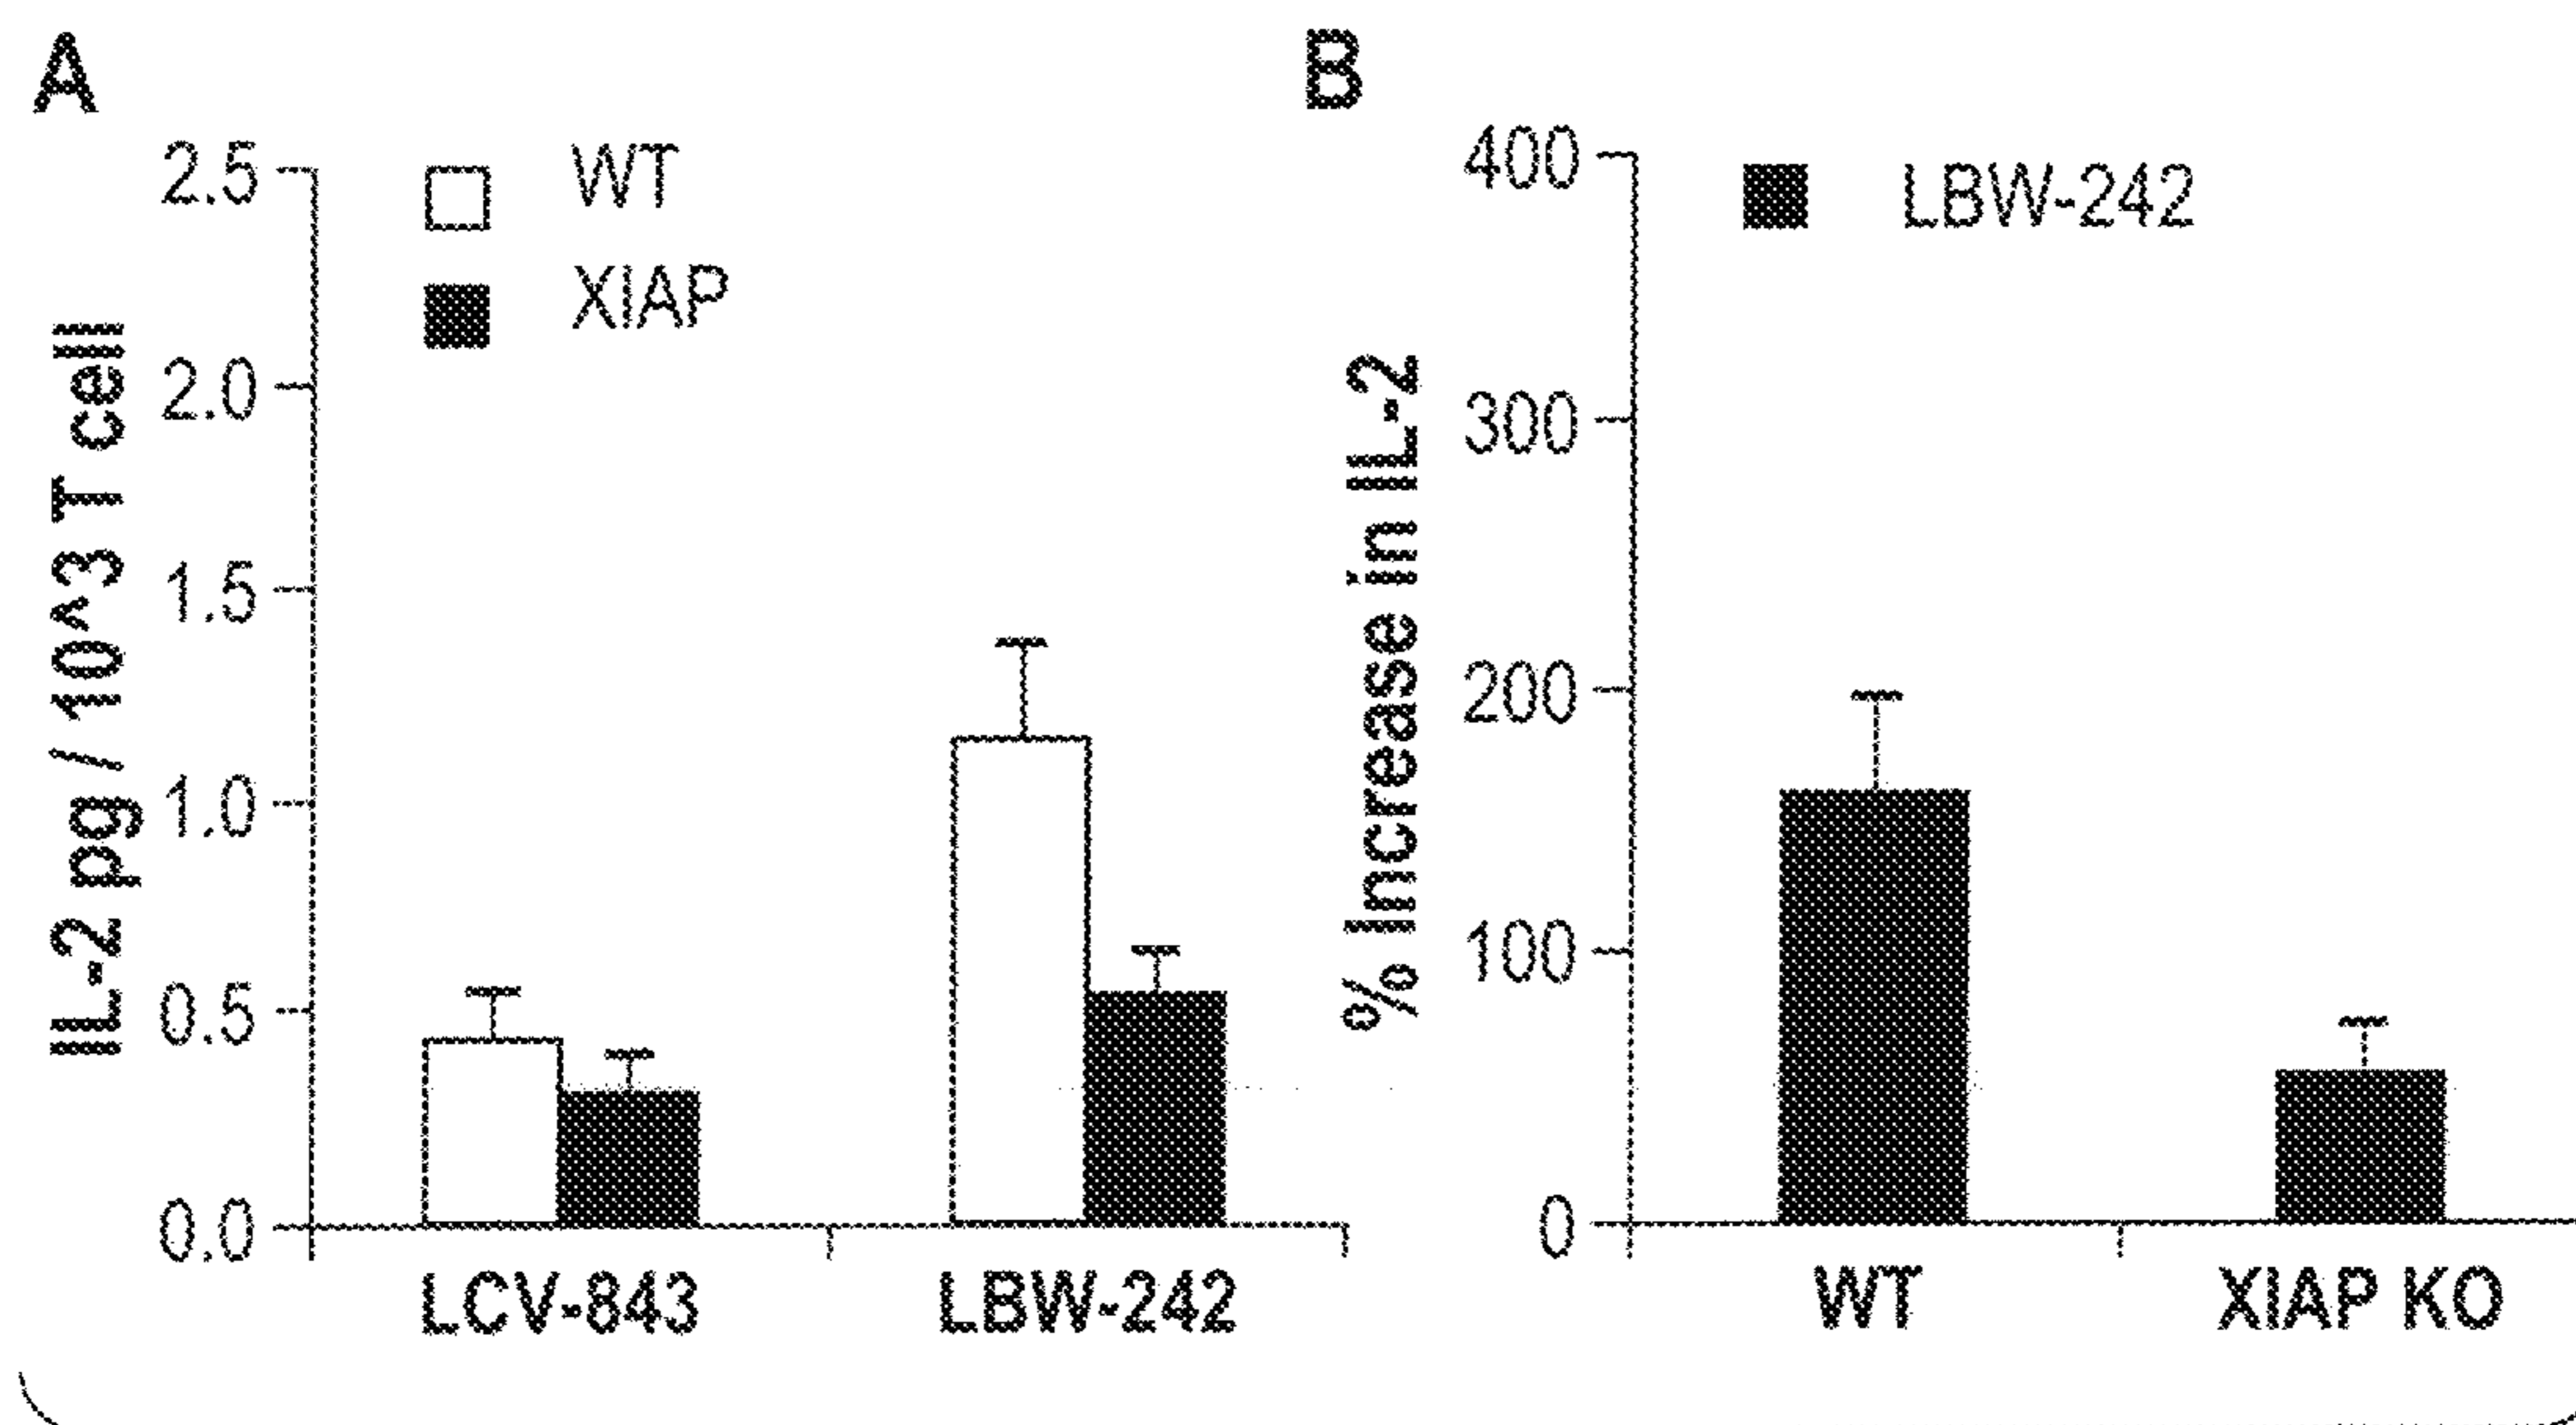 A
2.5
2.0
1.5
1.0
0.5
0.0
IL-2 pg / 10^3 T cell
WT
XIAP
LCV-843
LBW-242
B
400
300
200
100
0
% Increase in IL-2
LBW-242
WT
XIAP KO